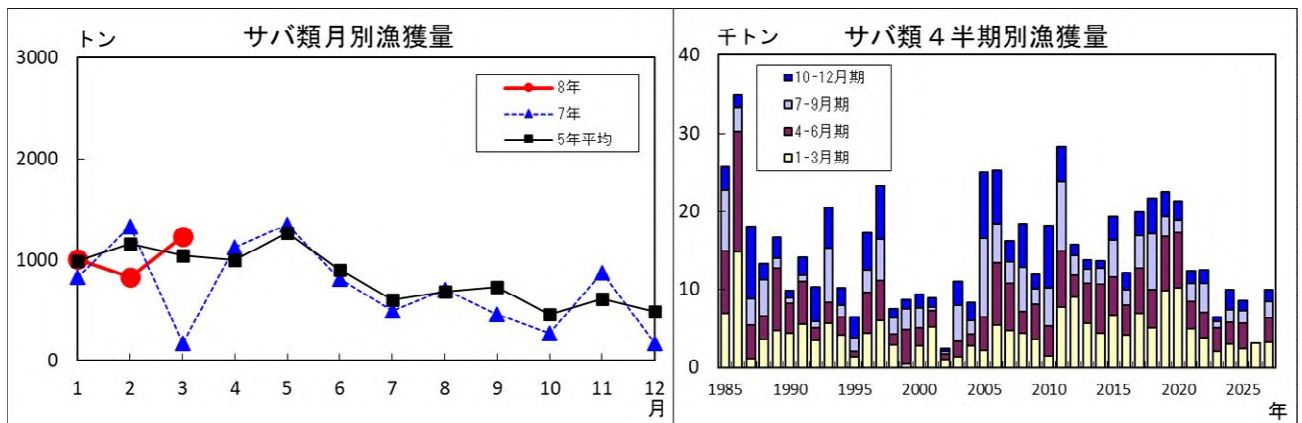 トン
サバ類月別漁獲量
3000
2000
1000
0
8年
7年
5年平均
1 2 3 4 5 6 7 8 9 10 11 12
月
千トン
サバ類4半期別漁獲量
40
30
20
10
0
10-12月期
7-9月期
4-6月期
1-3月期
1985 1990 1995 2000 2005 2010 2015 2020 2025
年